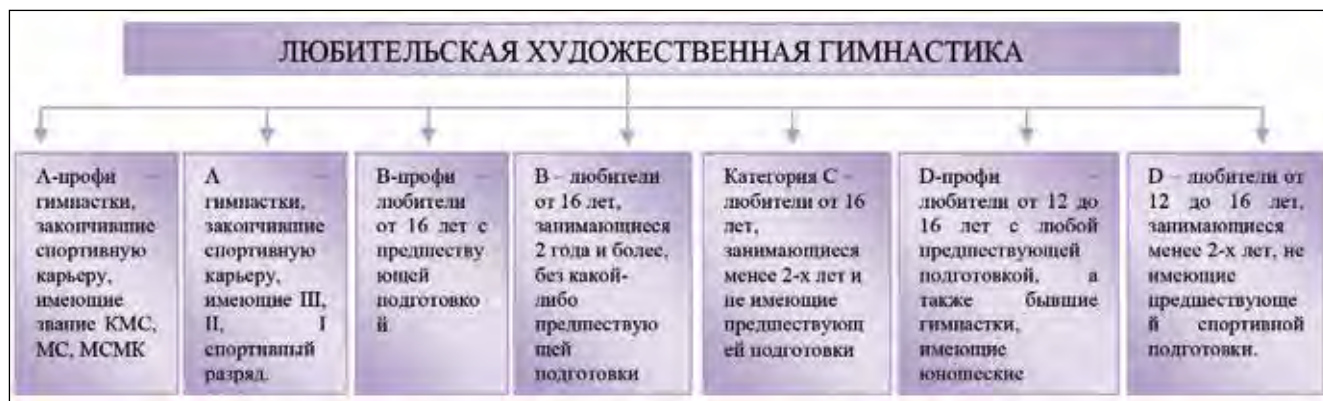 ЛЮБИТЕЛЬСКАЯ ХУДОЖЕСТВЕННАЯ ГИМНАСТИКА
А-профи –
гимнастки,
закончившие
спортивную
карьеру,
имеющие
звание КМС,
МС, МСМК
А –
гимнастки,
закончившие
спортивную
карьеру,
имеющие III,
II, I
спортивный
разряд.
В-профи –
любители
от 16 лет с
предшеству
ющей
подготовко
й
В – любители
от 16 лет,
занимающиеся
2 года и более,
без какой-
либо
предшествую
щей
подготовки
Категория С –
любители от 16
лет,
занимающиеся
менее 2-х лет и
не имеющие
предшествующ
ей подготовки
D-профи –
любители от 12 до
16 лет с любой
предшествующей
подготовкой, а
также бывшие
гимнастки,
имеющие
юношеские
D – любители от
12 до 16 лет,
занимающиеся
менее 2-х лет, не
имеющие
предшествующе
й спортивной
подготовки.